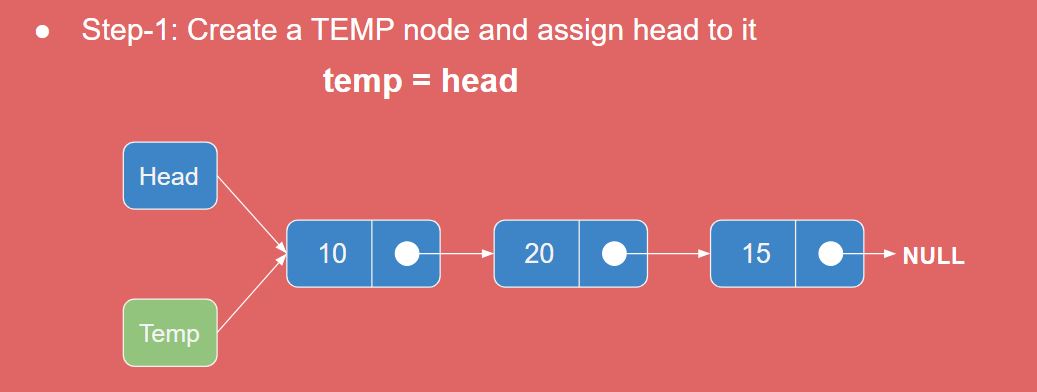 ● Step-1: Create a TEMP node and assign head to it
temp = head
Head
10
20
15
NULL
Temp